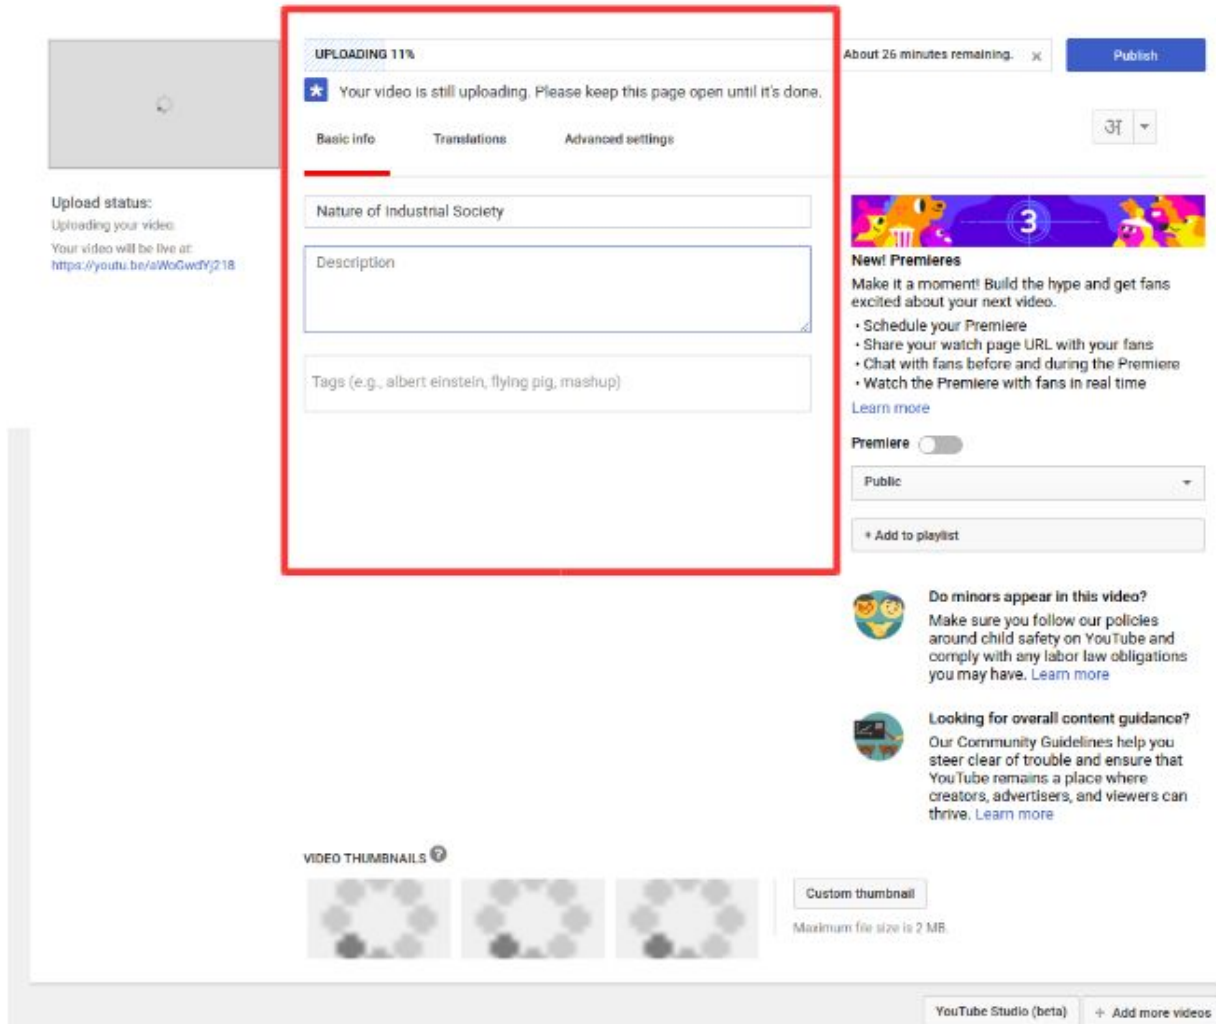 UPLOADING 11%
About 26 minutes remaining. ×
Publish
Your video is still uploading. Please keep this page open until it's done.
अ
Basic info
Translations
Advanced settings
Upload status:
Uploading your video.
Your video will be live at:
https://youtu.be/aWoGwdYj218
Nature of Industrial Society
Description
Tags (e.g., albert einstein, flying pig, mashup)
3
New! Premieres
Make it a moment! Build the hype and get fans
excited about your next video.
• Schedule your Premiere
• Share your watch page URL with your fans
• Chat with fans before and during the Premiere
• Watch the Premiere with fans in real time
Learn more
Premiere
Public
+ Add to playlist
Do minors appear in this video?
Make sure you follow our policies
around child safety on YouTube and
comply with any labor law obligations
you may have. Learn more
Looking for overall content guidance?
Our Community Guidelines help you
steer clear of trouble and ensure that
YouTube remains a place where
creators, advertisers, and viewers can
thrive. Learn more
VIDEO THUMBNAILS ?
Custom thumbnail
Maximum file size is 2 MB.
YouTube Studio (beta)
+ Add more videos